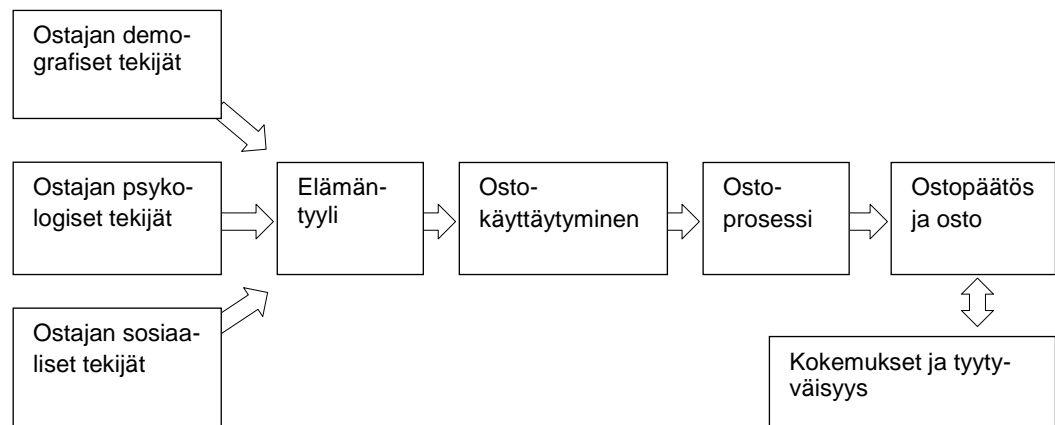 Ostajan demo-
grafiset tekijät
Ostajan psyko-
logiset tekijät
Elämän-
tyyli
Osto-
käyttäytyminen
Osto-
prosessi
Ostopäätös
ja osto
Ostajan sosiaa-
liset tekijät
Kokemukset ja tyyty-
väisyys